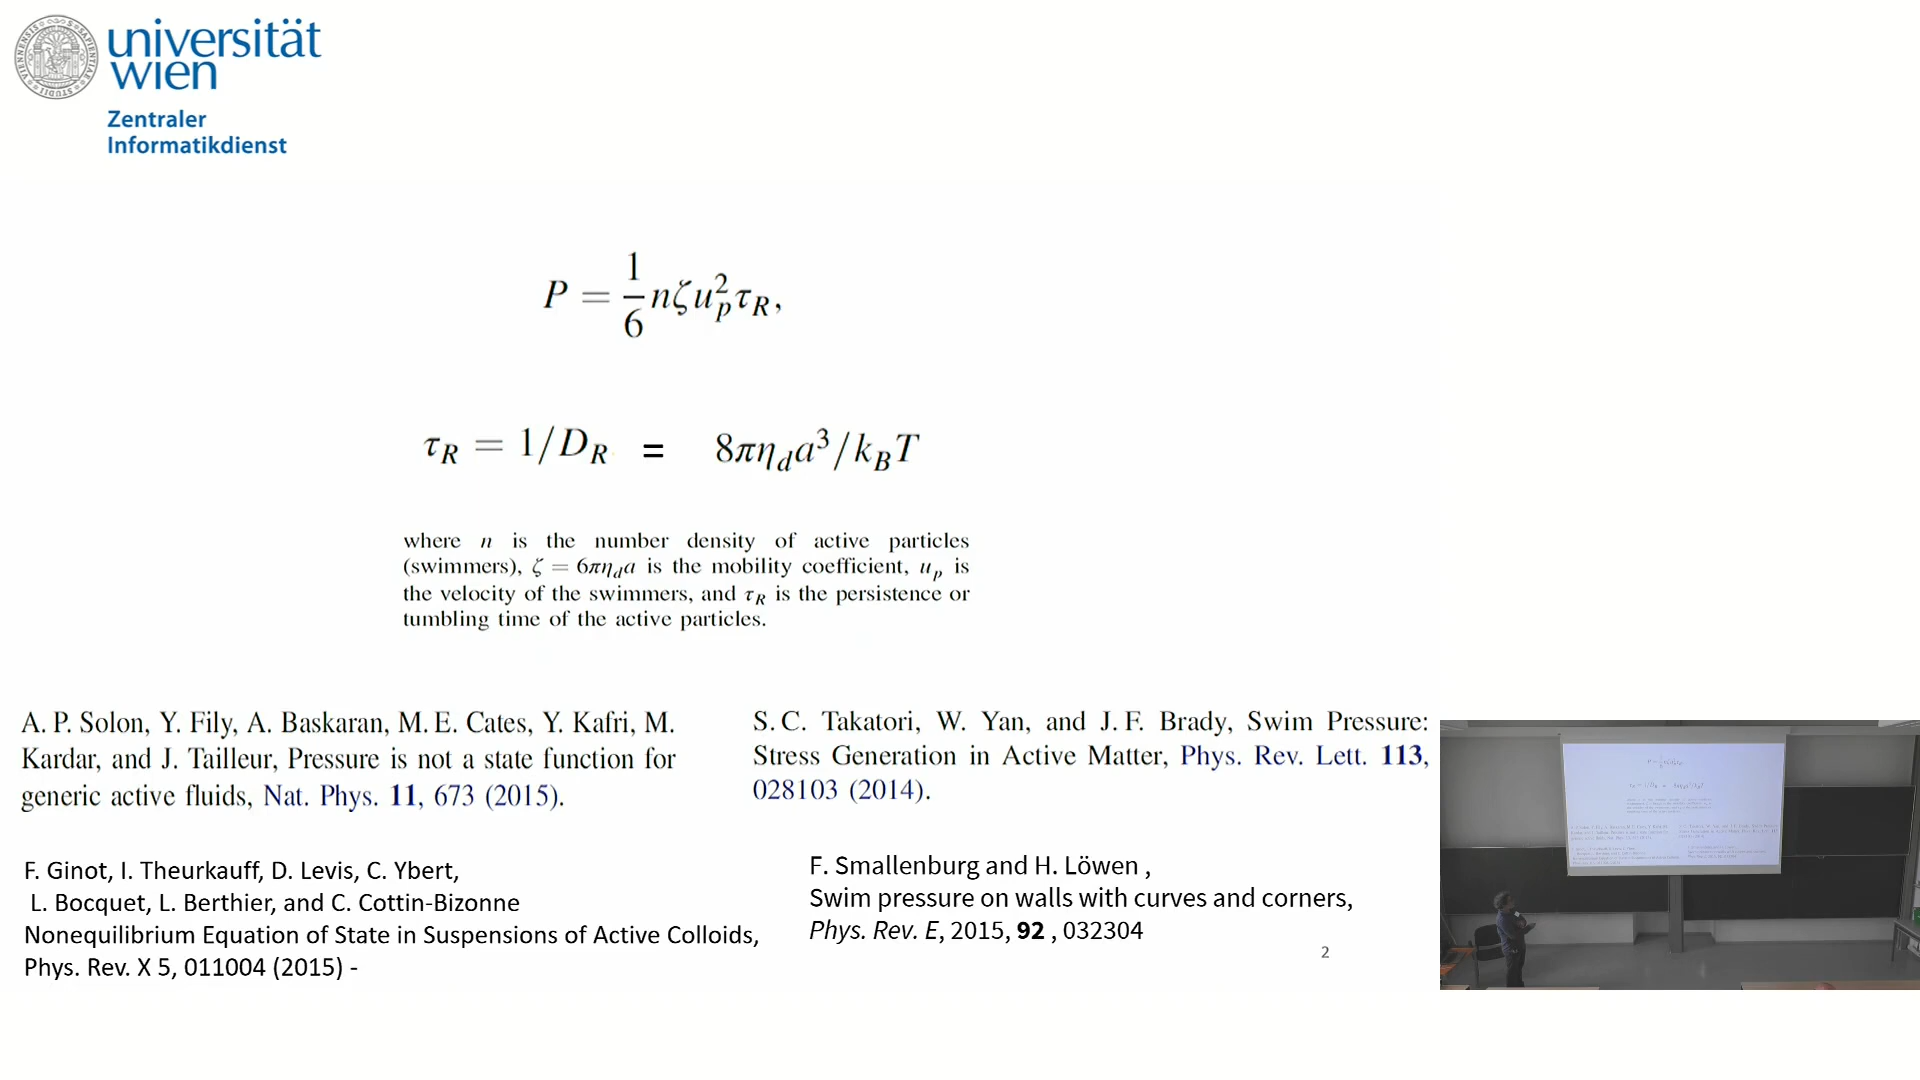 universität
wien
Zentraler
Informatikdienst
P = \frac{1}{6} nζu_p^2 τ_R,
τ_R = 1/D_R = 8πη_d a^3/k_B T
where n is the number density of active particles
(swimmers), ζ = 6πη_d a is the mobility coefficient, u_p is
the velocity of the swimmers, and τ_R is the persistence or
tumbling time of the active particles.
A. P. Solon, Y. Fily, A. Baskaran, M. E. Cates, Y. Kafri, M.
Kardar, and J. Tailleur, Pressure is not a state function for
generic active fluids, Nat. Phys. 11, 673 (2015).
S. C. Takatori, W. Yan, and J. F. Brady, Swim Pressure:
Stress Generation in Active Matter, Phys. Rev. Lett. 113,
028103 (2014).
F. Ginot, I. Theurkauff, D. Levis, C. Ybert,
L. Bocquet, L. Berthier, and C. Cottin-Bizonne
Nonequilibrium Equation of State in Suspensions of Active Colloids,
Phys. Rev. X 5, 011004 (2015) -
F. Smallenburg and H. Löwen ,
Swim pressure on walls with curves and corners,
Phys. Rev. E, 2015, 92 , 032304
2